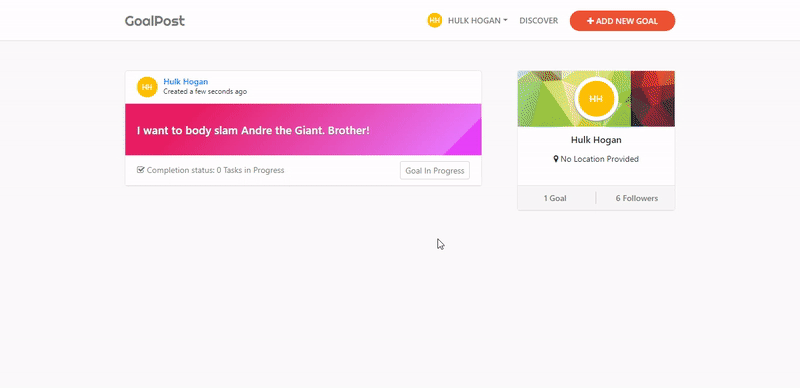 GoalPost
HH HULK HOGAN DISCOVER + ADD NEW GOAL
HH
Hulk Hogan
Created a few seconds ago
I want to body slam Andre the Giant. Brother!
Completion status: 0 Tasks in Progress
Goal In Progress
HH
Hulk Hogan
No Location Provided
1 Goal
6 Followers